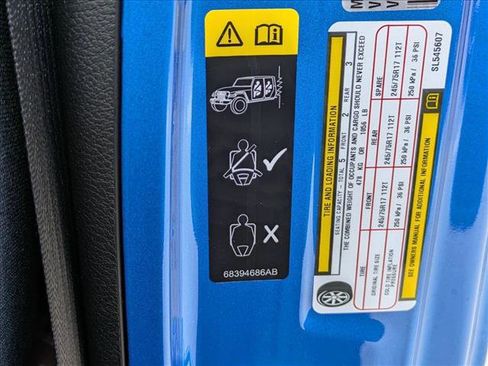 68394686AB
TIRE AND LOADING INFORMATION
SEATING CAPACITY - TOTAL 5 FRONT 2 REAR 3
THE COMBINED WEIGHT OF OCCUPANTS AND CARGO SHOULD NEVER EXCEED
478 KG OR 1056 LB
TIRE FRONT REAR SPARE
ORIGINAL TIRE SIZE 245/75R17 112T 245/75R17 112T 245/75R17 112T
COLD TIRE INFLATION PRESSURE 250 kPa / 36 PSI 250 kPa / 36 PSI 250 kPa / 36 PSI
SEE OWNERS MANUAL FOR ADDITIONAL INFORMATION
SL545607